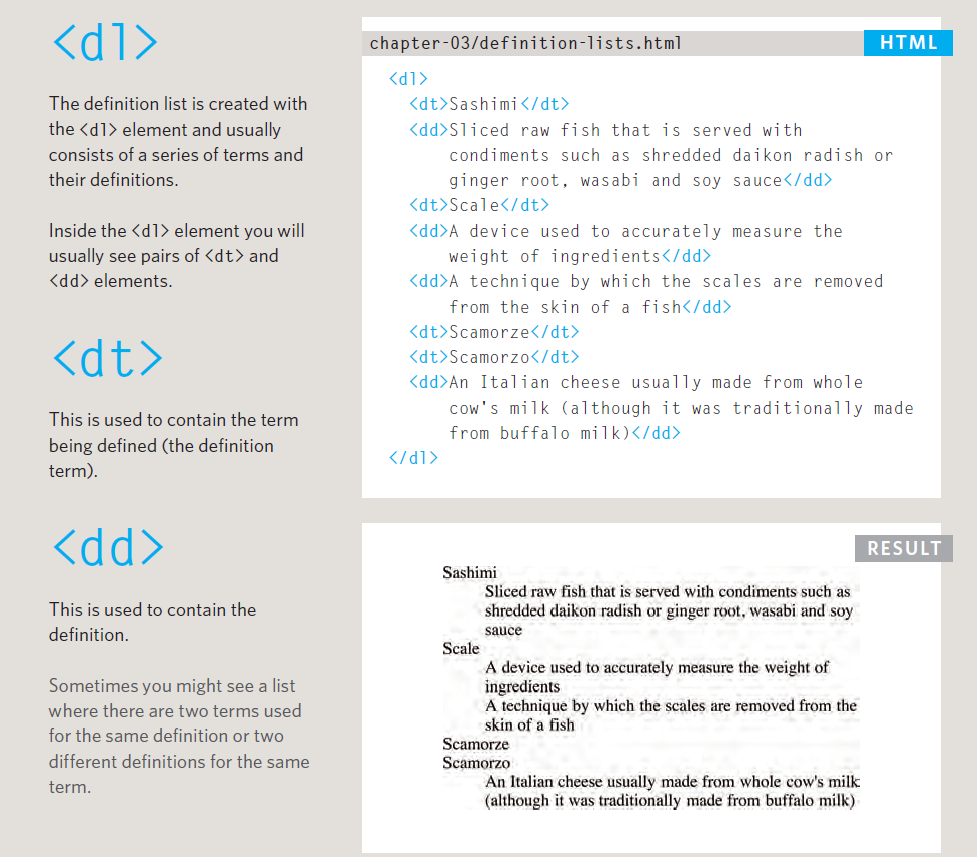 <dl>
The definition list is created with
the <dl> element and usually
consists of a series of terms and
their definitions.
Inside the <dl> element you will
usually see pairs of <dt> and
<dd> elements.
<dt>
This is used to contain the term
being defined (the definition
term).
<dd>
This is used to contain the
definition.
Sometimes you might see a list
where there are two terms used
for the same definition or two
different definitions for the same
term.
chapter-03/definition-lists.html
HTML
<dl>
<dt>Sashimi</dt>
<dd>Sliced raw fish that is served with
condiments such as shredded daikon radish or
ginger root, wasabi and soy sauce</dd>
<dt>Scale</dt>
<dd>A device used to accurately measure the
weight of ingredients</dd>
<dd>A technique by which the scales are removed
from the skin of a fish</dd>
<dt>Scamorze</dt>
<dt>Scamorzo</dt>
<dd>An Italian cheese usually made from whole
cow's milk (although it was traditionally made
from buffalo milk)</dd>
</dl>
RESULT
Sashimi
Sliced raw fish that is served with condiments such as
shredded daikon radish or ginger root, wasabi and soy
sauce
Scale
A device used to accurately measure the weight of
ingredients
A technique by which the scales are removed from the
skin of a fish
Scamorze
Scamorzo
An Italian cheese usually made from whole cow's milk
(although it was traditionally made from buffalo milk)